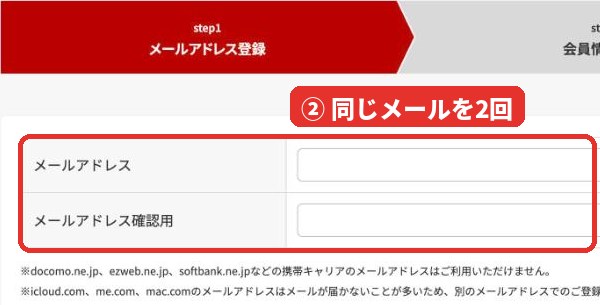 step1
メールアドレス登録
st
会員情
② 同じメールを2回
メールアドレス
メールアドレス確認用
※docomo.ne.jp、ezweb.ne.jp、softbank.ne.jpなどの携帯キャリアのメールアドレスはご利用いただけません。
※icloud.com、me.com、mac.comのメールアドレスはメールが届かないことが多いため、別のメールアドレスでのご登録